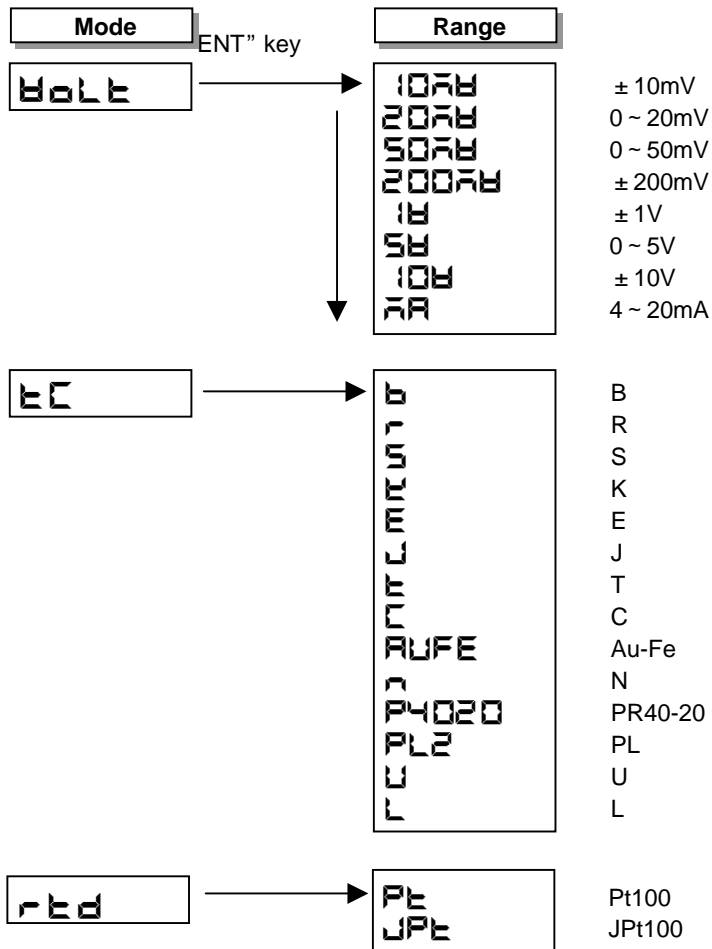 Mode Range
ENT” key
VoLt 10mV ± 10mV
20mV 0 ~ 20mV
50mV 0 ~ 50mV
200mV ± 200mV
1V ± 1V
5V 0 ~ 5V
10V ± 10V
mA 4 ~ 20mA
tC b B
r R
S S
K K
E E
J J
t T
C C
AUFE Au-Fe
n N
P4020 PR40-20
PL2 PL
U U
L L
rtd Pt Pt100
JPt JPt100